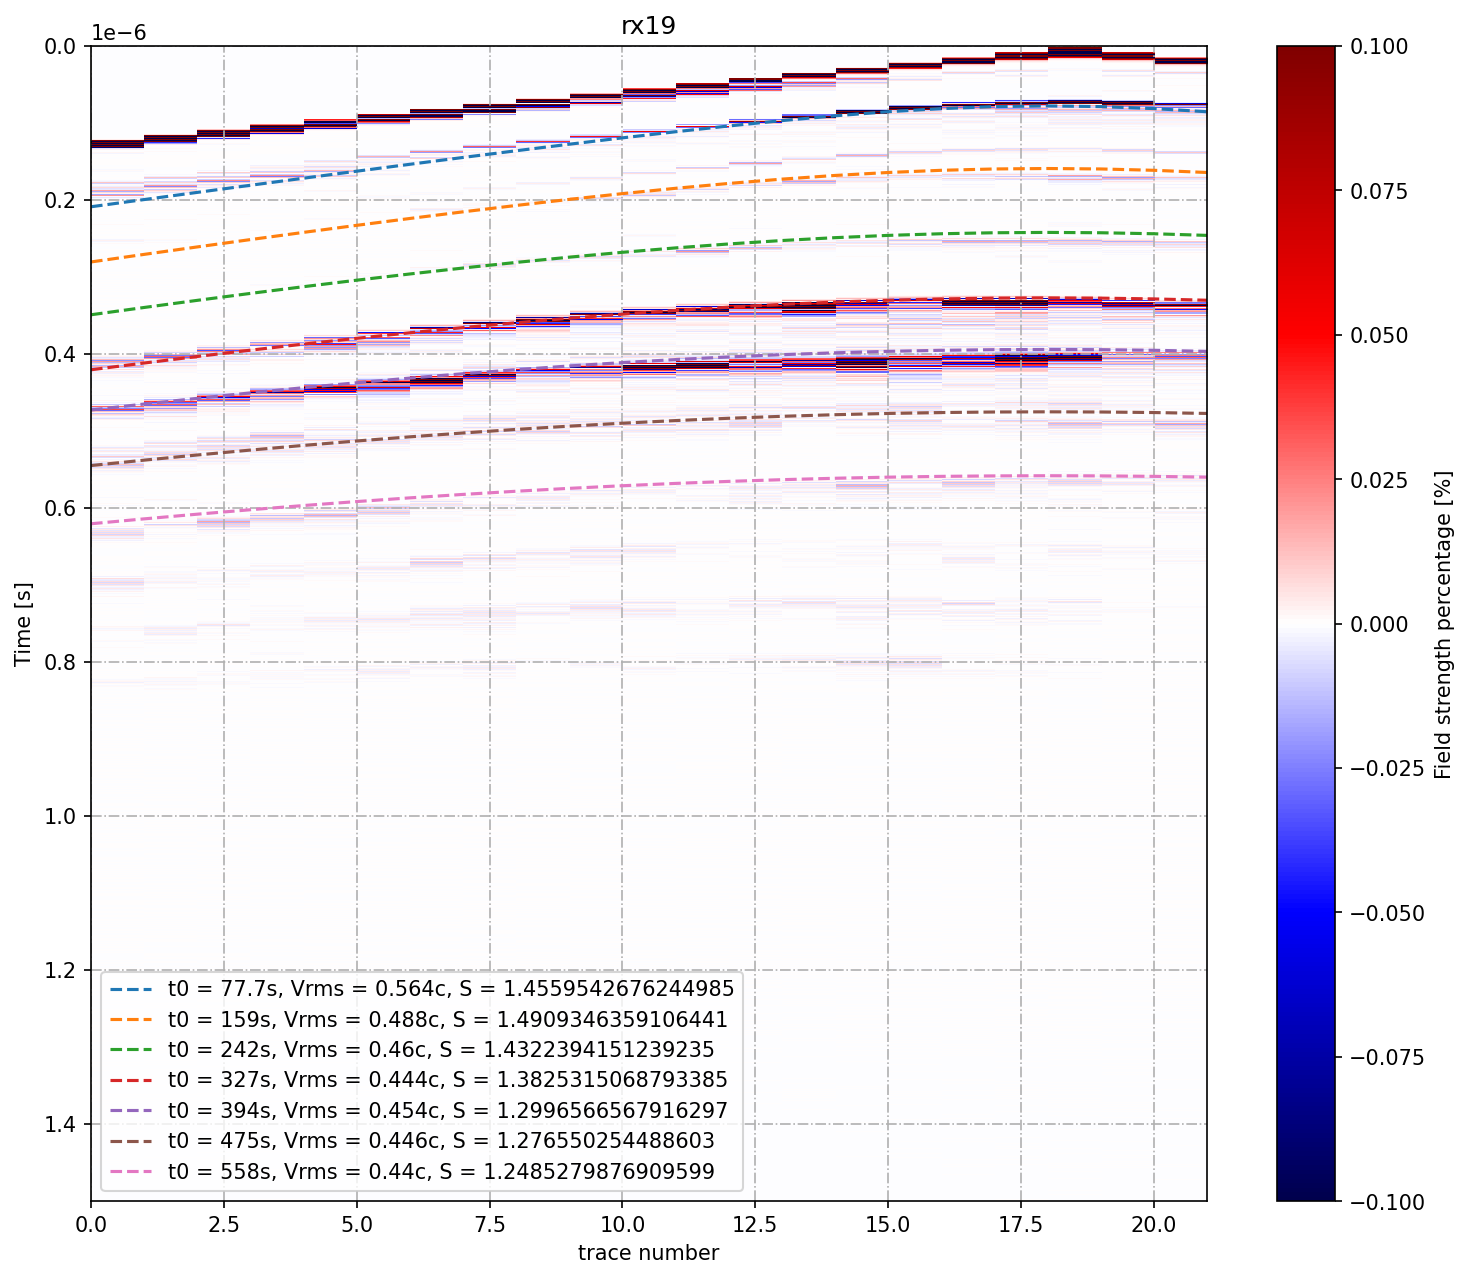 rx19
1e−6
0.0
0.2
0.4
0.6
0.8
1.0
1.2
1.4
Time [s]
t0 = 77.7s, Vrms = 0.564c, S = 1.4559542676244985
t0 = 159s, Vrms = 0.488c, S = 1.4909346359106441
t0 = 242s, Vrms = 0.46c, S = 1.4322394151239235
t0 = 327s, Vrms = 0.444c, S = 1.3825315068793385
t0 = 394s, Vrms = 0.454c, S = 1.2996566567916297
t0 = 475s, Vrms = 0.446c, S = 1.276550254488603
t0 = 558s, Vrms = 0.44c, S = 1.2485279876909599
0.0 2.5 5.0 7.5 10.0 12.5 15.0 17.5 20.0
trace number
0.100
0.075
0.050
0.025
0.000
−0.025
−0.050
−0.075
−0.100
Field strength percentage [%]